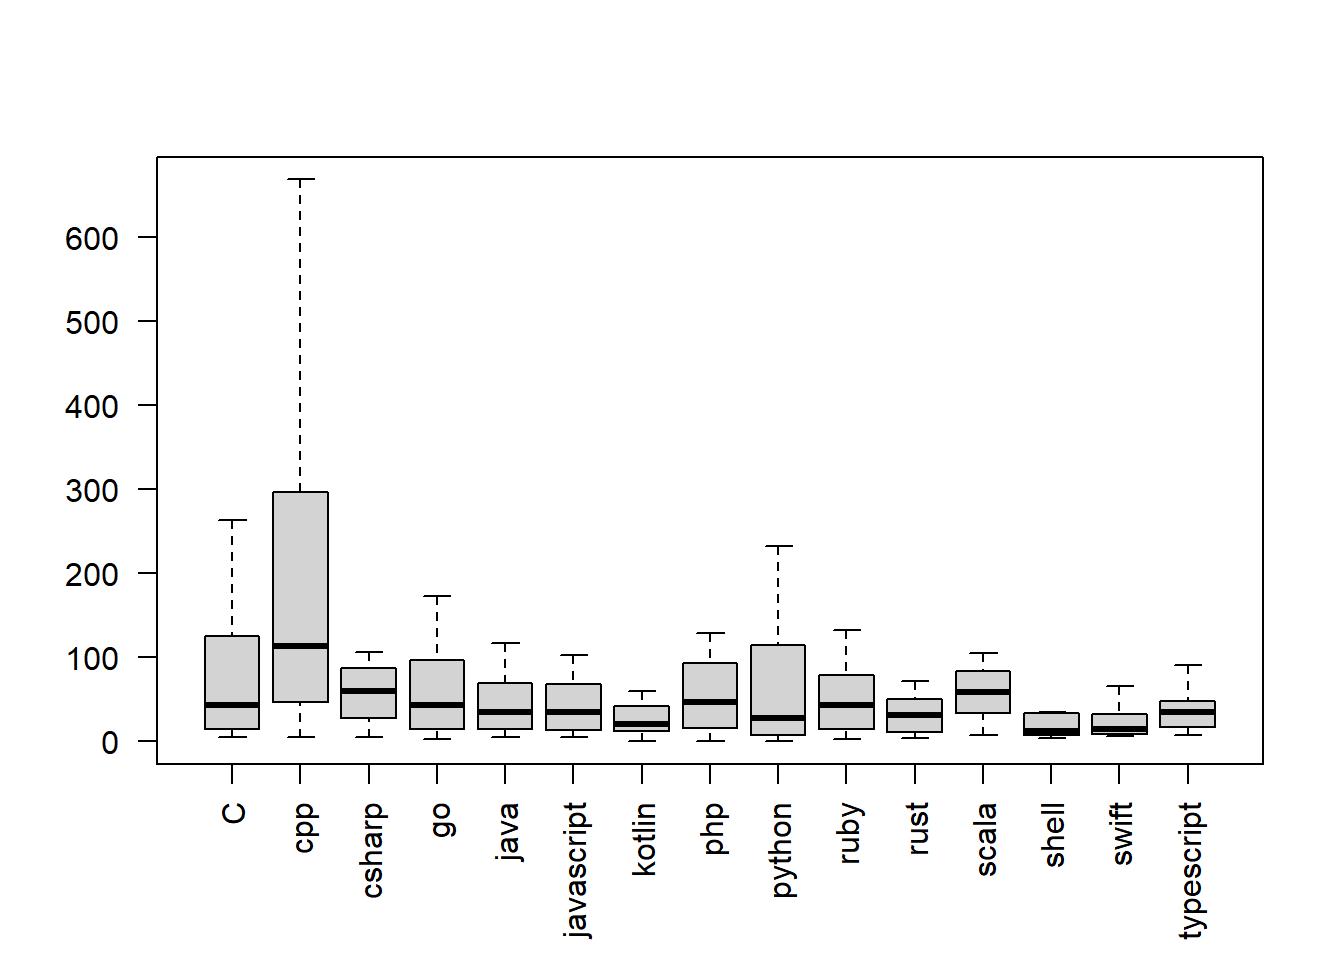 600
500
400
300
200
100
0
C
cpp
csharp
go
java
javascript
kotlin
php
python
ruby
rust
scala
shell
swift
typescript